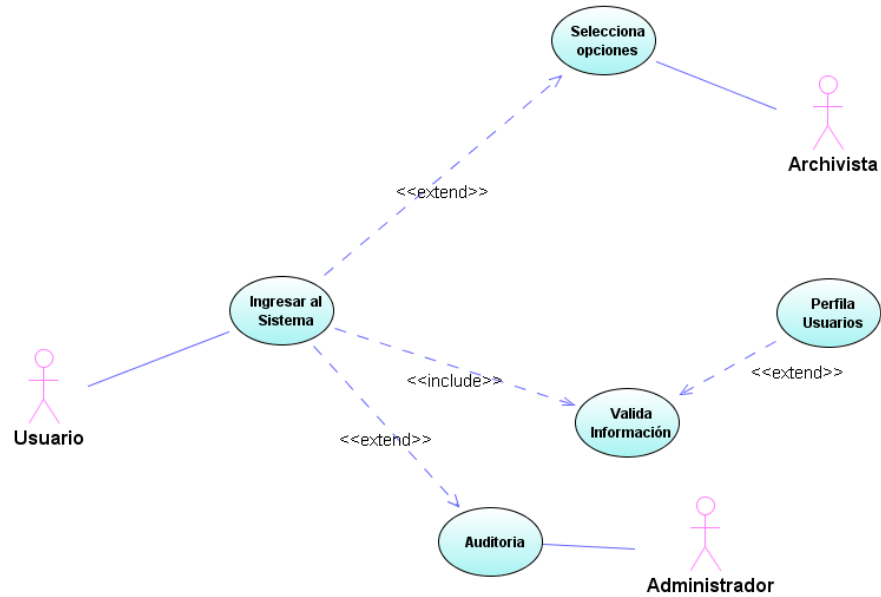 Selecciona
opciones
Archivista
<<extend>>
Ingresar al
Sistema
Perfila
Usuarios
<<include>>
<<extend>>
Valida
Información
Usuario
<<extend>>
Auditoria
Administrador